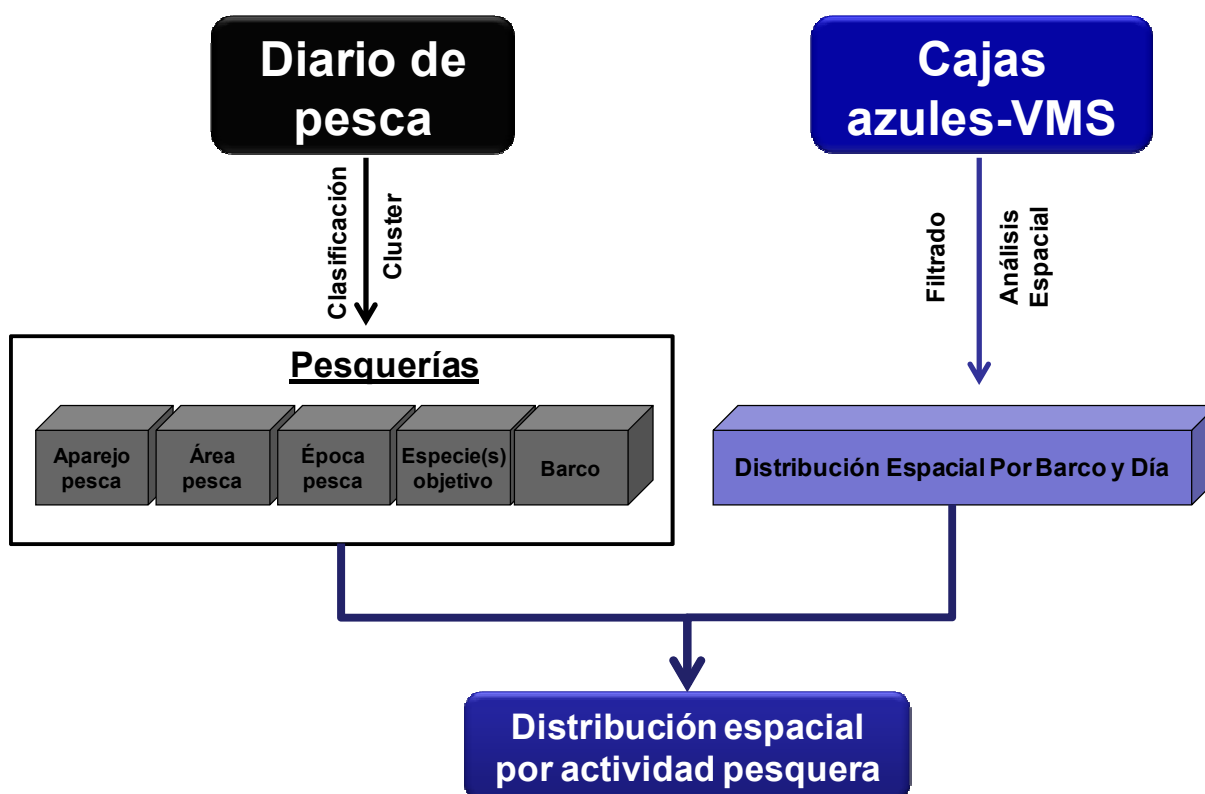 Diario de
pesca
Cajas
azules-VMS
Clasificación
Cluster
Filtrado
Análisis
Espacial
Pesquerías
Aparejo
pesca
Área
pesca
Época
pesca
Especie(s)
objetivo
Barco
Distribución Espacial Por Barco y Día
Distribución espacial
por actividad pesquera